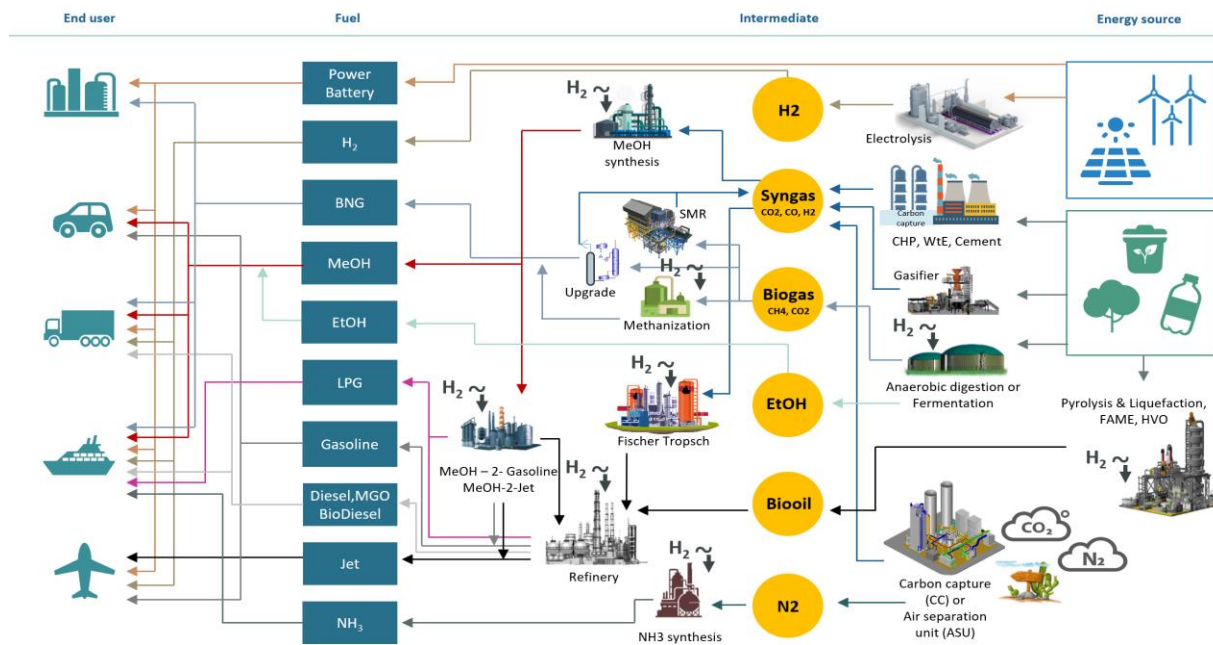 End user
Fuel
Intermediate
Energy source
Power
Battery
H₂
BNG
MeOH
EtOH
LPG
Gasoline
Diesel,MGO
BioDiesel
Jet
NH₃
H₂ ~
MeOH
synthesis
SMR
Upgrade
H₂ ~
Methanization
H₂ ~
MeOH – 2- Gasoline
MeOH-2-Jet
H₂ ~
Fischer Tropsch
H₂ ~
Refinery
H₂ ~
NH3 synthesis
H2
Syngas
CO2, CO, H2
Biogas
CH4, CO2
EtOH
Biooil
N2
Electrolysis
Carbon
capture
CHP, WtE, Cement
Gasifier
H₂ ~
Anaerobic digestion or
Fermentation
Pyrolysis & Liquefaction,
FAME, HVO
H₂ ~
CO₂
N₂
Carbon capture
(CC) or
Air separation
unit (ASU)